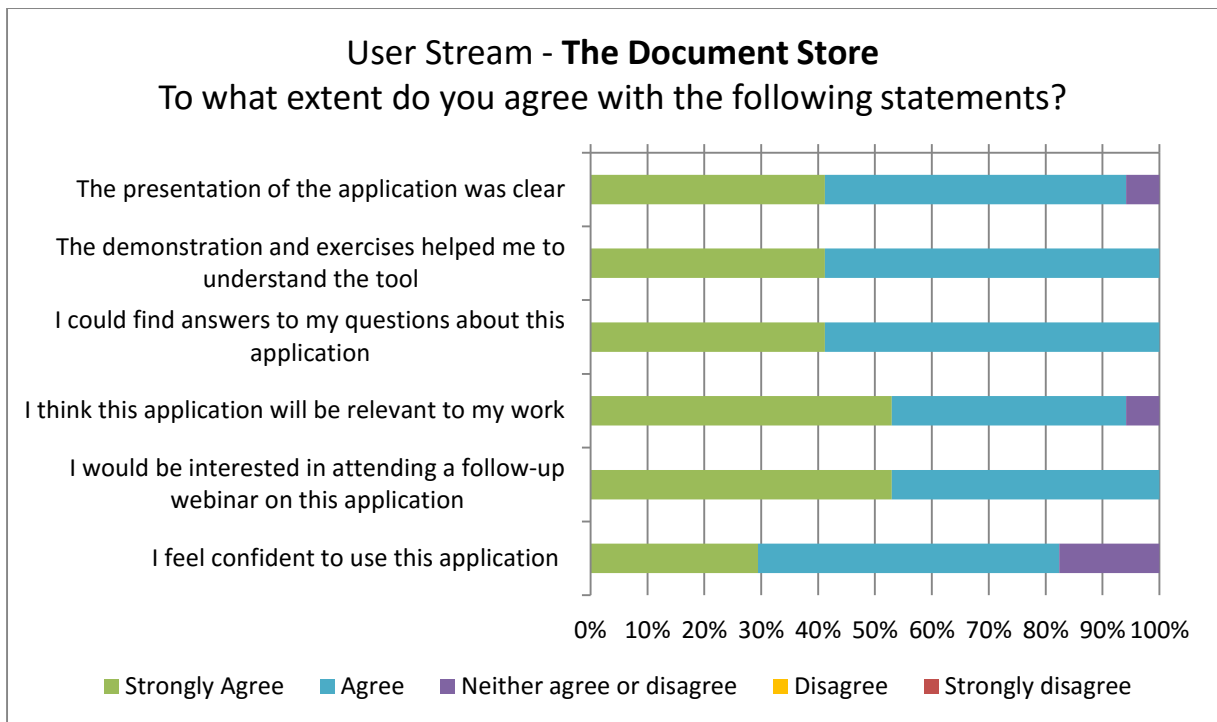 User Stream - The Document Store
To what extent do you agree with the following statements?
The presentation of the application was clear
The demonstration and exercises helped me to
understand the tool
I could find answers to my questions about this
application
I think this application will be relevant to my work
I would be interested in attending a follow-up
webinar on this application
I feel confident to use this application
0% 10% 20% 30% 40% 50% 60% 70% 80% 90% 100%
Strongly Agree Agree Neither agree or disagree Disagree Strongly disagree